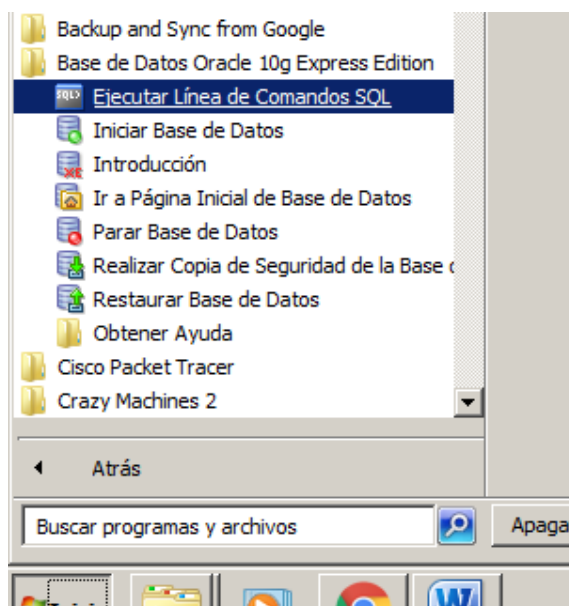 Backup and Sync from Google
Base de Datos Oracle 10g Express Edition
SQL>
Ejecutar Línea de Comandos SQL
Iniciar Base de Datos
XE
Introducción
Ir a Página Inicial de Base de Datos
Parar Base de Datos
Realizar Copia de Seguridad de la Base
Restaurar Base de Datos
Obtener Ayuda
Cisco Packet Tracer
Crazy Machines 2
Atrás
Buscar programas y archivos
Apaga
W